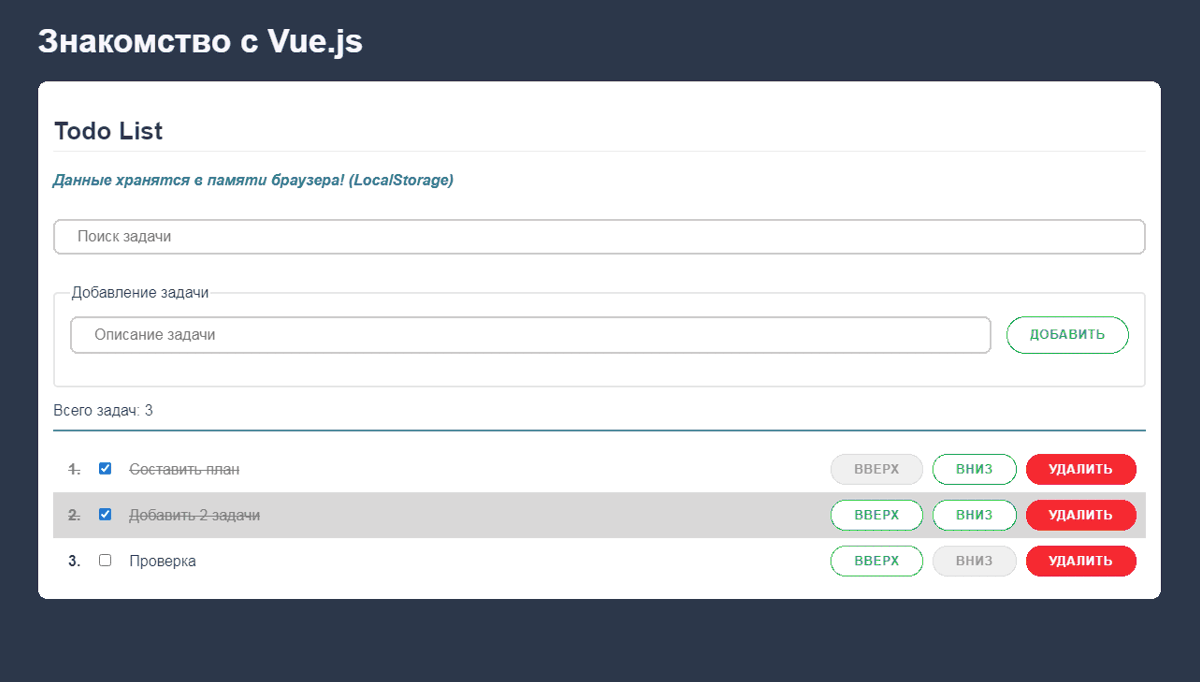 Знакомство с Vue.js
Todo List
Данные хранятся в памяти браузера! (LocalStorage)
Поиск задачи
Добавление задачи
Описание задачи ДОБАВИТЬ
Всего задач: 3
1. Составить план ВВЕРХ ВНИЗ УДАЛИТЬ
2. Добавить 2 задачи ВВЕРХ ВНИЗ УДАЛИТЬ
3. Проверка ВВЕРХ ВНИЗ УДАЛИТЬ